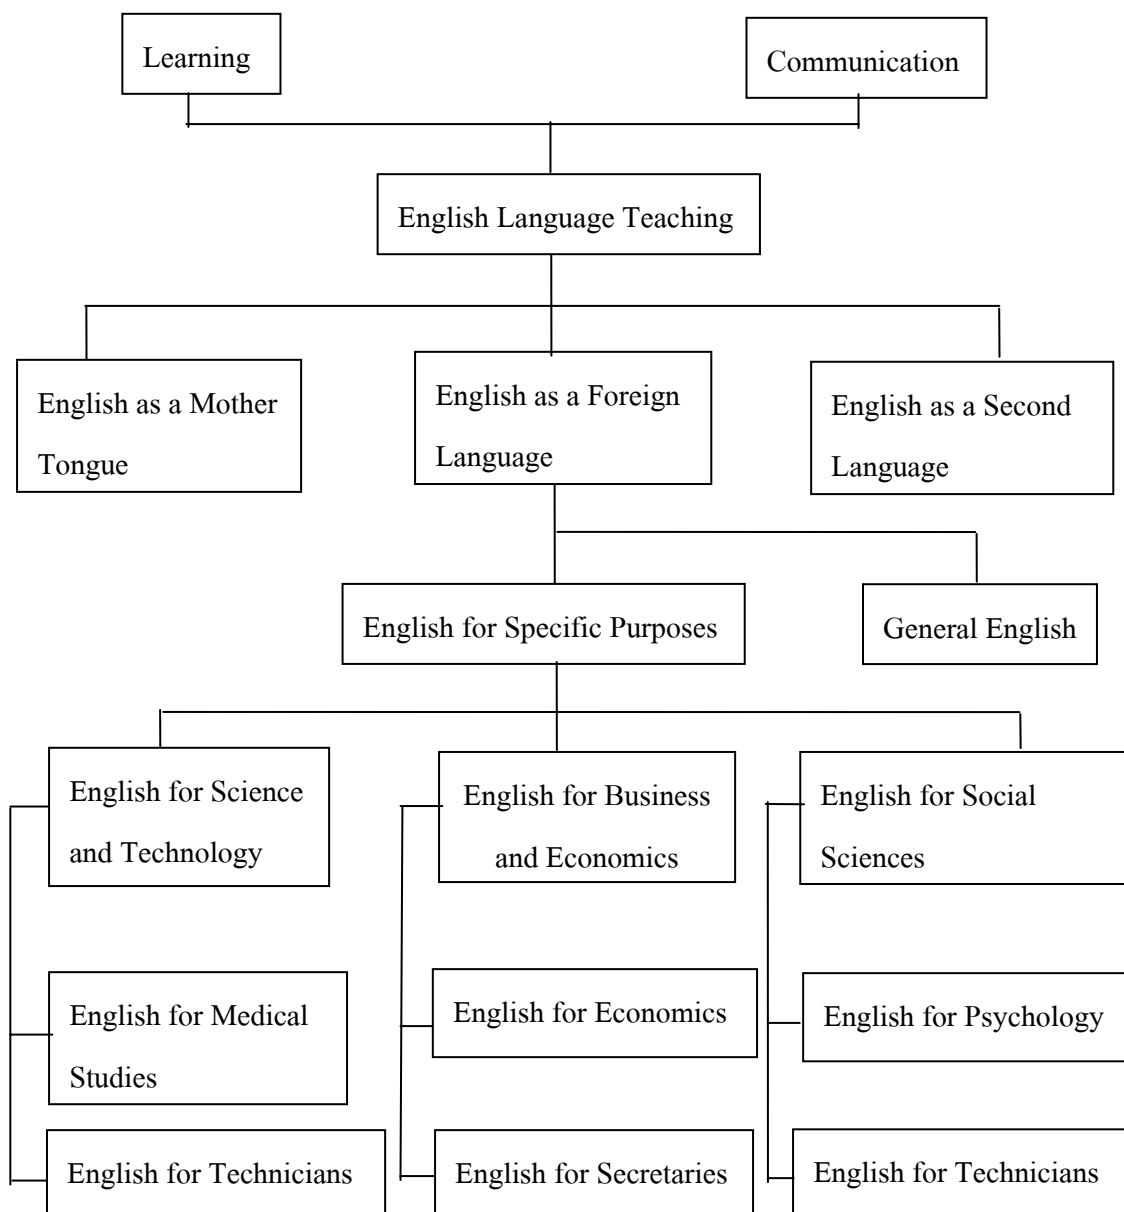 Learning
Communication
English Language Teaching
English as a Mother
Tongue
English as a Foreign
Language
English as a Second
Language
English for Specific Purposes
General English
English for Science
and Technology
English for Business
and Economics
English for Social
Sciences
English for Medical
Studies
English for Economics
English for Psychology
English for Technicians
English for Secretaries
English for Technicians